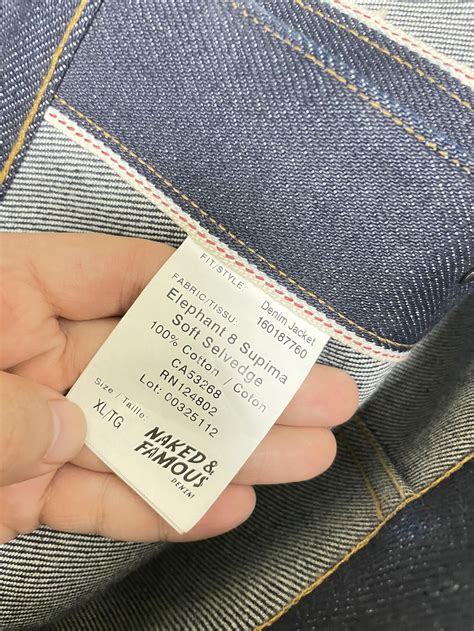 FIT/STYLE: Denim Jacket
160187760
FABRIC/TISSU:
Elephant 8 Supima
Soft Selvedge
100% Cotton / Coton
CA53268
RN124802
Lot: 00325112
Size / Taille:
XL/TG
NAKED &
FAMOUS
DENIM